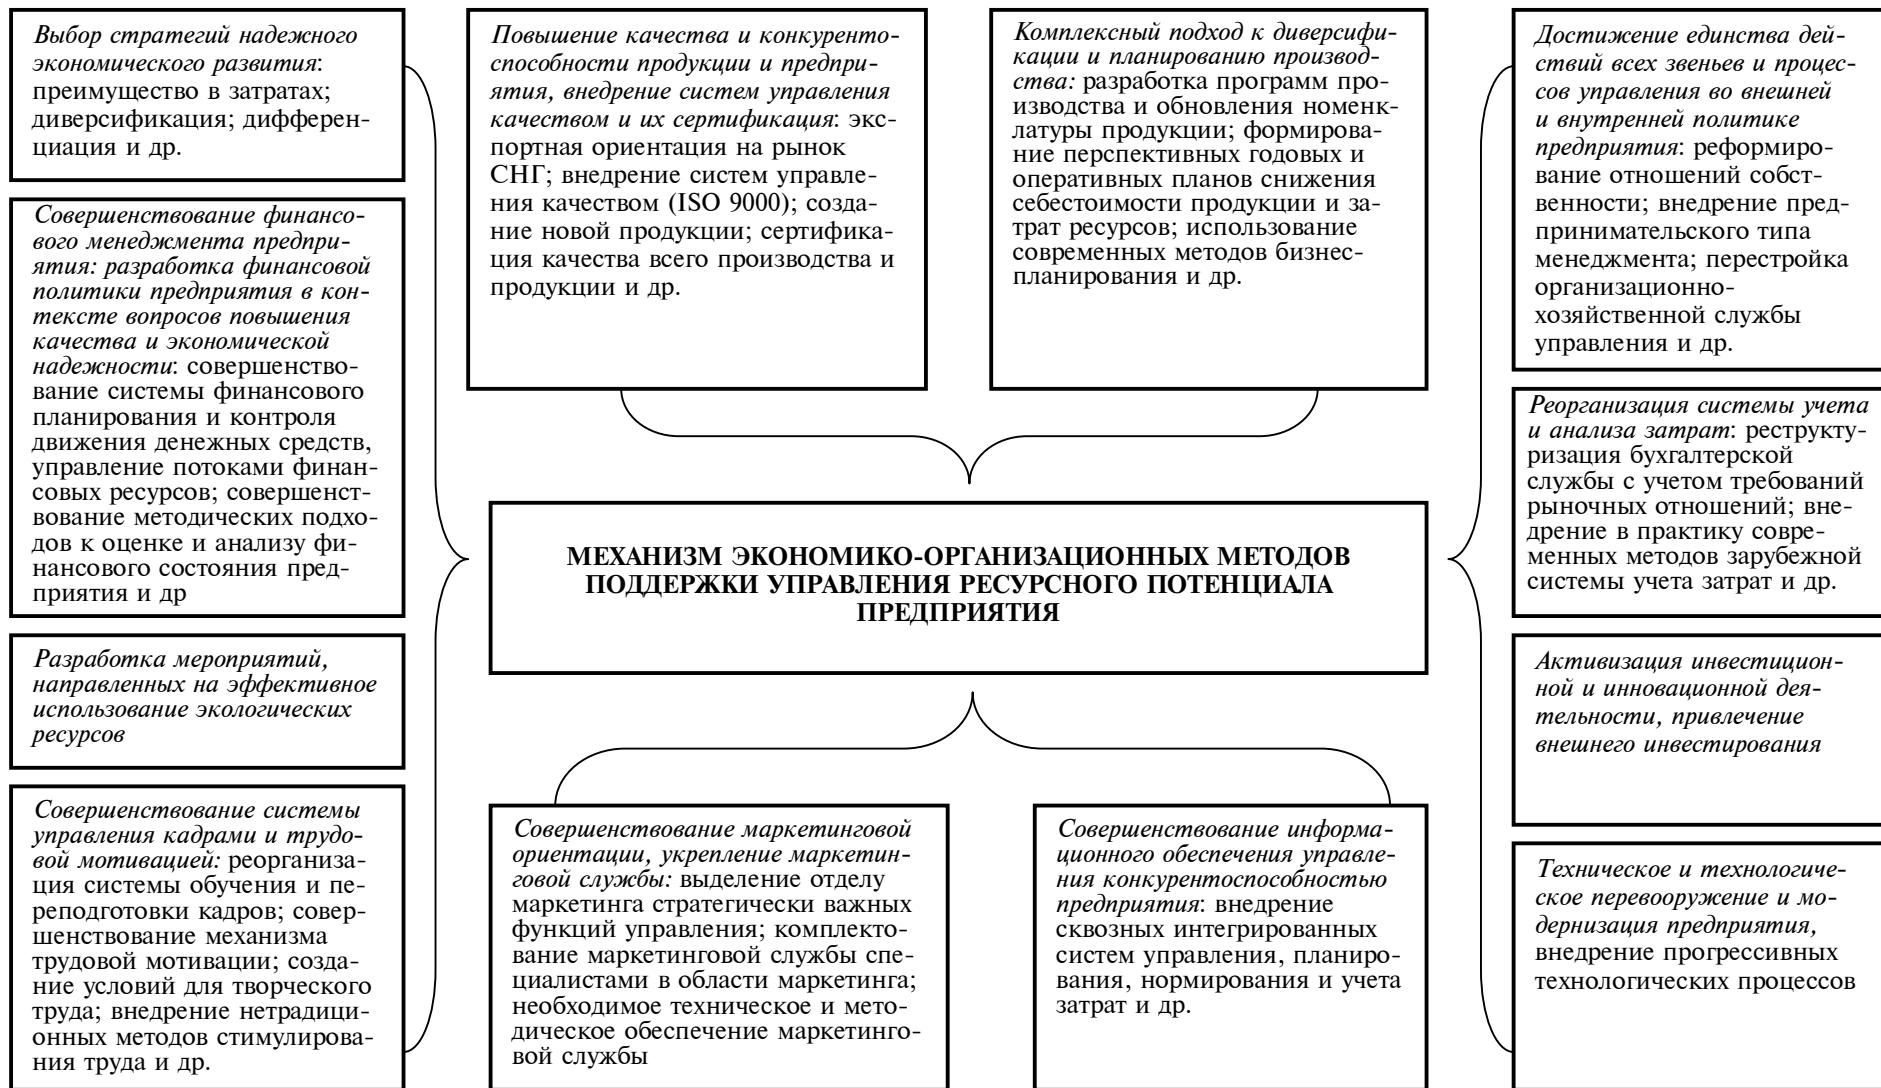 Выбор стратегий надежного
экономического развития:
преимущество в затратах;
диверсификация; дифферен-
циация и др.
Совершенствование финансо-
вого менеджмента предпри-
ятия: разработка финансовой
политики предприятия в кон-
тексте вопросов повышения
качества и экономической
надежности: совершенство-
вание системы финансового
планирования и контроля
движения денежных средств,
управление потоками финан-
совых ресурсов; совершенст-
вование методических подхо-
дов к оценке и анализу фи-
нансового состояния пред-
приятия и др
Разработка мероприятий,
направленных на эффективное
использование экологических
ресурсов
Совершенствование системы
управления кадрами и трудо-
вой мотивацией: реорганиза-
ция системы обучения и пе-
реподготовки кадров; совер-
шенствование механизма
трудовой мотивации; созда-
ние условий для творческого
труда; внедрение нетрадици-
онных методов стимулирова-
ния труда и др.
Повышение качества и конкуренто-
способности продукции и предпри-
ятия, внедрение систем управления
качеством и их сертификация: экс-
портная ориентация на рынок
СНГ; внедрение систем управле-
ния качеством (ISO 9000); созда-
ние новой продукции; сертифика-
ция качества всего производства и
продукции и др.
Комплексный подход к диверсифи-
кации и планированию производ-
ства: разработка программ про-
изводства и обновления номенк-
латуры продукции; формирова-
ние перспективных годовых и
оперативных планов снижения
себестоимости продукции и за-
трат ресурсов; использование
современных методов бизнес-
планирования и др.
МЕХАНИЗМ ЭКОНОМИКО-ОРГАНИЗАЦИОННЫХ МЕТОДОВ
ПОДДЕРЖКИ УПРАВЛЕНИЯ РЕСУРСНОГО ПОТЕНЦИАЛА
ПРЕДПРИЯТИЯ
Совершенствование маркетинговой
ориентации, укрепление маркетин-
говой службы: выделение отделу
маркетинга стратегически важных
функций управления; комплекто-
вание маркетинговой службы спе-
циалистами в области маркетинга;
необходимое техническое и мето-
дическое обеспечение маркетинго-
вой службы
Совершенствование информа-
ционного обеспечения управле-
ния конкурентоспособностью
предприятия: внедрение
сквозных интегрированных
систем управления, планиро-
вания, нормирования и учета
затрат и др.
Достижение единства дей-
ствий всех звеньев и процес-
сов управления во внешней
и внутренней политике
предприятия: реформиро-
вание отношений собст-
венности; внедрение пред-
принимательского типа
менеджмента; перестройка
организационно-
хозяйственной службы
управления и др.
Реорганизация системы учета
и анализа затрат: реструкту-
ризация бухгалтерской
службы с учетом требований
рыночных отношений; вне-
дрение в практику совре-
менных методов зарубежной
системы учета затрат и др.
Активизация инвестицион-
ной и инновационной дея-
тельности, привлечение
внешнего инвестирования
Техническое и технологиче-
ское перевооружение и мо-
дернизация предприятия,
внедрение прогрессивных
технологических процессов